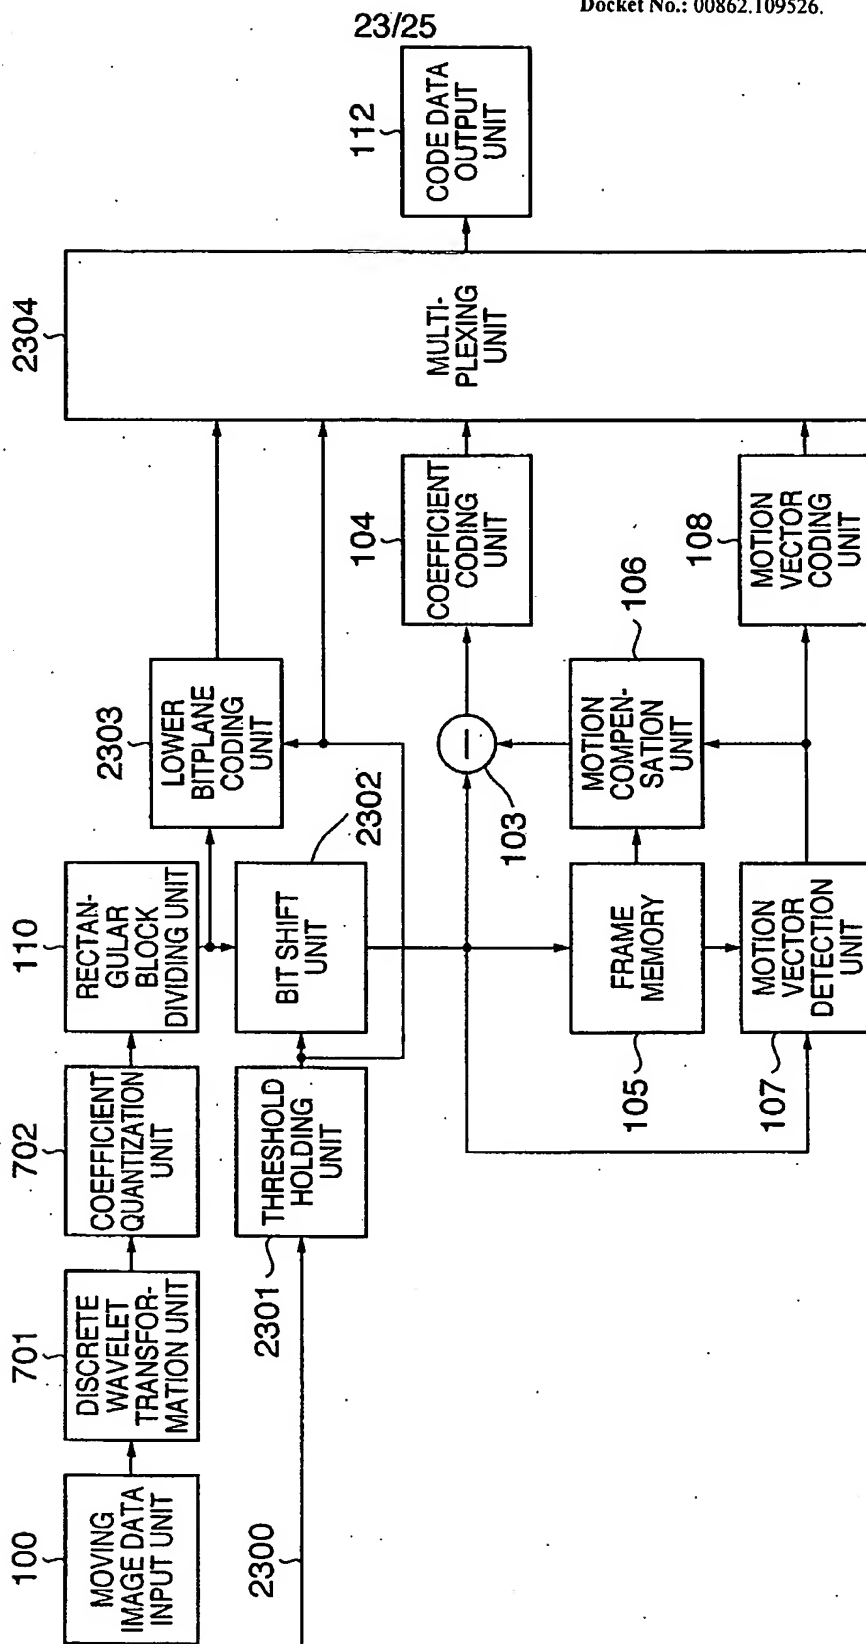 Docket No.: 00862.109526.
23/25
100
MOVING
IMAGE DATA
INPUT UNIT
701
DISCRETE
WAVELET
TRANSFOR-
MATION UNIT
702
COEFFICIENT
QUANTIZATION
UNIT
110
RECTAN-
GULAR
BLOCK
DIVIDING UNIT
2300
2301
THRESHOLD
HOLDING
UNIT
BIT SHIFT
UNIT
2302
2303
LOWER
BITPLANE
CODING
UNIT
103
–
104
COEFFICIENT
CODING
UNIT
FRAME
MEMORY
105
106
MOTION
COMPEN-
SATION
UNIT
107
MOTION
VECTOR
DETECTION
UNIT
108
MOTION
VECTOR
CODING
UNIT
2304
MULTI-
PLEXING
UNIT
112
CODE DATA
OUTPUT
UNIT